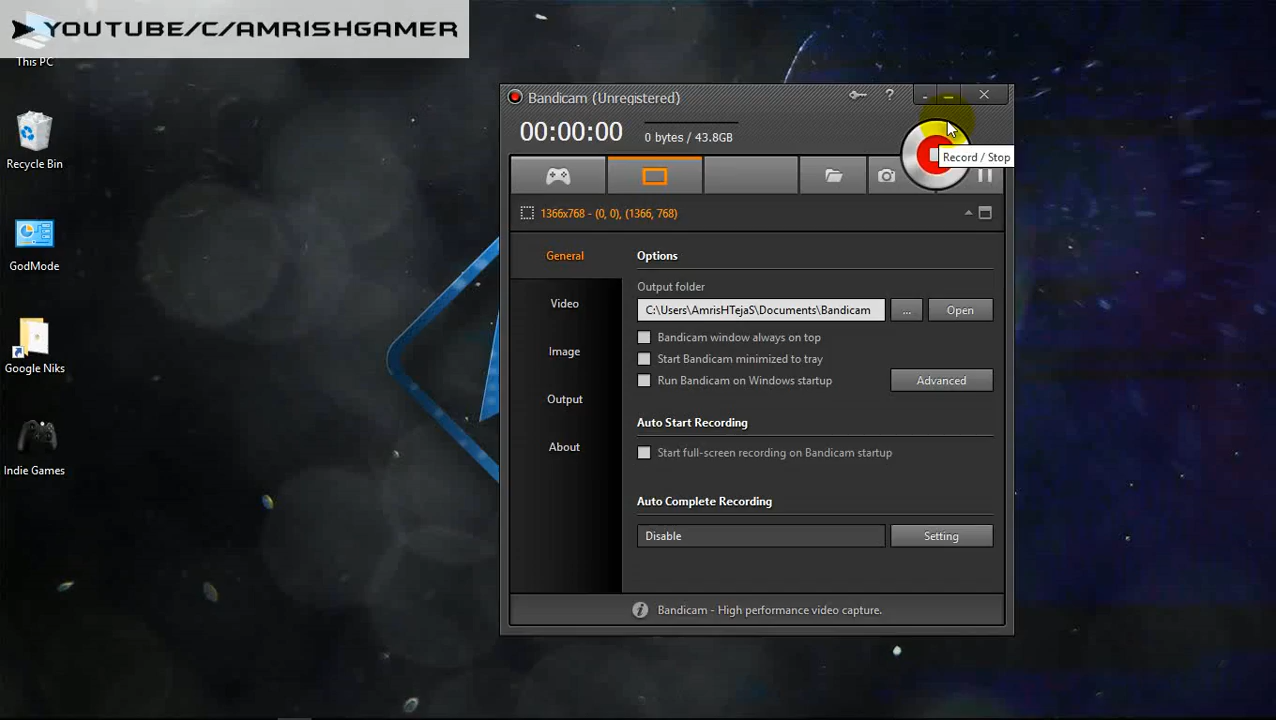 YOUTUBE/C/AMRISHGAMER
This PC
Recycle Bin
GodMode
Google Niks
Indie Games
Bandicam (Unregistered)
?
00:00:00
0 bytes / 43.8GB
Record / Stop
1366x768 - (0, 0), (1366, 768)
General
Video
Image
Output
About
Options
Output folder
C:\Users\AmrisHTejaS\Documents\Bandicam
...
Open
Bandicam window always on top
Start Bandicam minimized to tray
Run Bandicam on Windows startup
Advanced
Auto Start Recording
Start full-screen recording on Bandicam startup
Auto Complete Recording
Disable
Setting
Bandicam - High performance video capture.